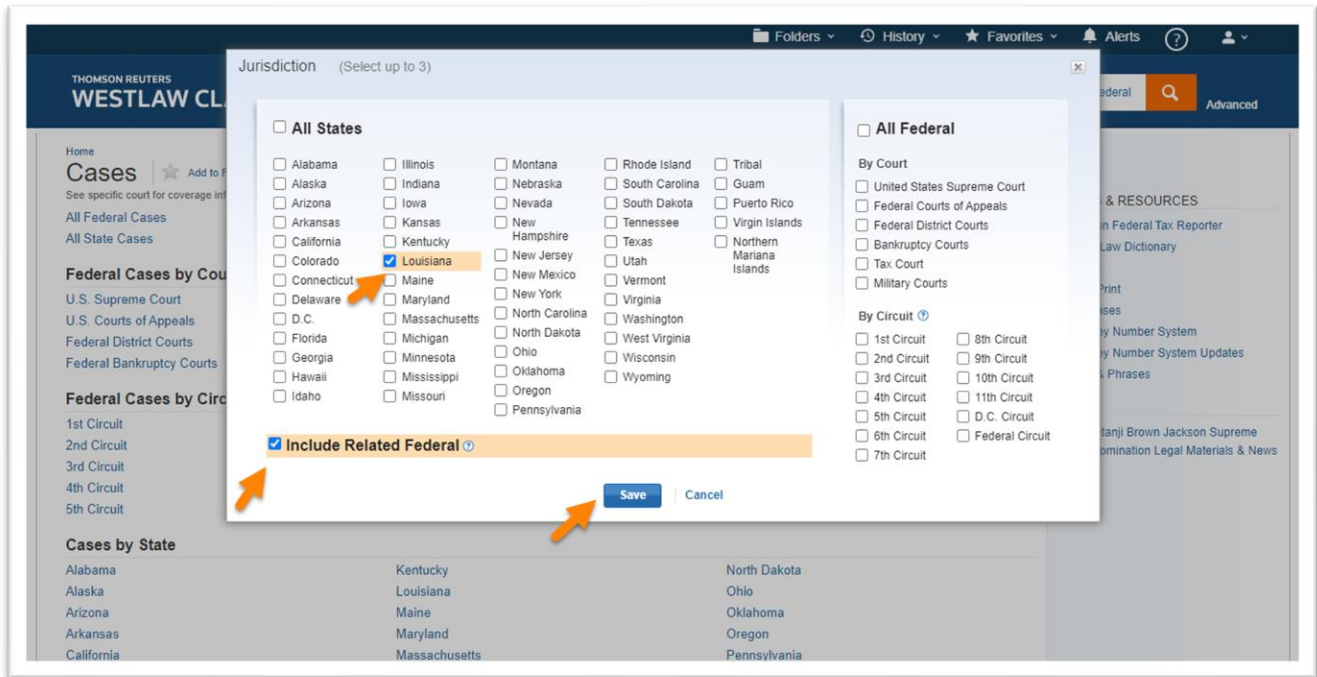 Folders History Favorites Alerts ?
Jurisdiction (Select up to 3)
THOMSON REUTERS
WESTLAW CL
ederal
Advanced
Home
Cases Add to F
See specific court for coverage inf
All Federal Cases
All State Cases
Federal Cases by Cou
U.S. Supreme Court
U.S. Courts of Appeals
Federal District Courts
Federal Bankruptcy Courts
Federal Cases by Circ
1st Circuit
2nd Circuit
3rd Circuit
4th Circuit
5th Circuit
All States
Alabama
Alaska
Arizona
Arkansas
California
Colorado
Connecticut
Delaware
D.C.
Florida
Georgia
Hawaii
Idaho
Illinois
Indiana
Iowa
Kansas
Kentucky
Louisiana
Maine
Maryland
Massachusetts
Michigan
Minnesota
Mississippi
Missouri
Montana
Nebraska
Nevada
New
Hampshire
New Jersey
New Mexico
New York
North Carolina
North Dakota
Ohio
Oklahoma
Oregon
Pennsylvania
Rhode Island
South Carolina
South Dakota
Tennessee
Texas
Utah
Vermont
Virginia
Washington
West Virginia
Wisconsin
Wyoming
Tribal
Guam
Puerto Rico
Virgin Islands
Northern
Mariana
Islands
Include Related Federal ?
All Federal
By Court
United States Supreme Court
Federal Courts of Appeals
Federal District Courts
Bankruptcy Courts
Tax Court
Military Courts
By Circuit ?
1st Circuit
2nd Circuit
3rd Circuit
4th Circuit
5th Circuit
6th Circuit
7th Circuit
8th Circuit
9th Circuit
10th Circuit
11th Circuit
D.C. Circuit
Federal Circuit
Save Cancel
& RESOURCES
n Federal Tax Reporter
Law Dictionary
Print
ses
ey Number System
ey Number System Updates
& Phrases
tanji Brown Jackson Supreme
omination Legal Materials & News
Cases by State
Alabama Kentucky North Dakota
Alaska Louisiana Ohio
Arizona Maine Oklahoma
Arkansas Maryland Oregon
California Massachusetts Pennsylvania